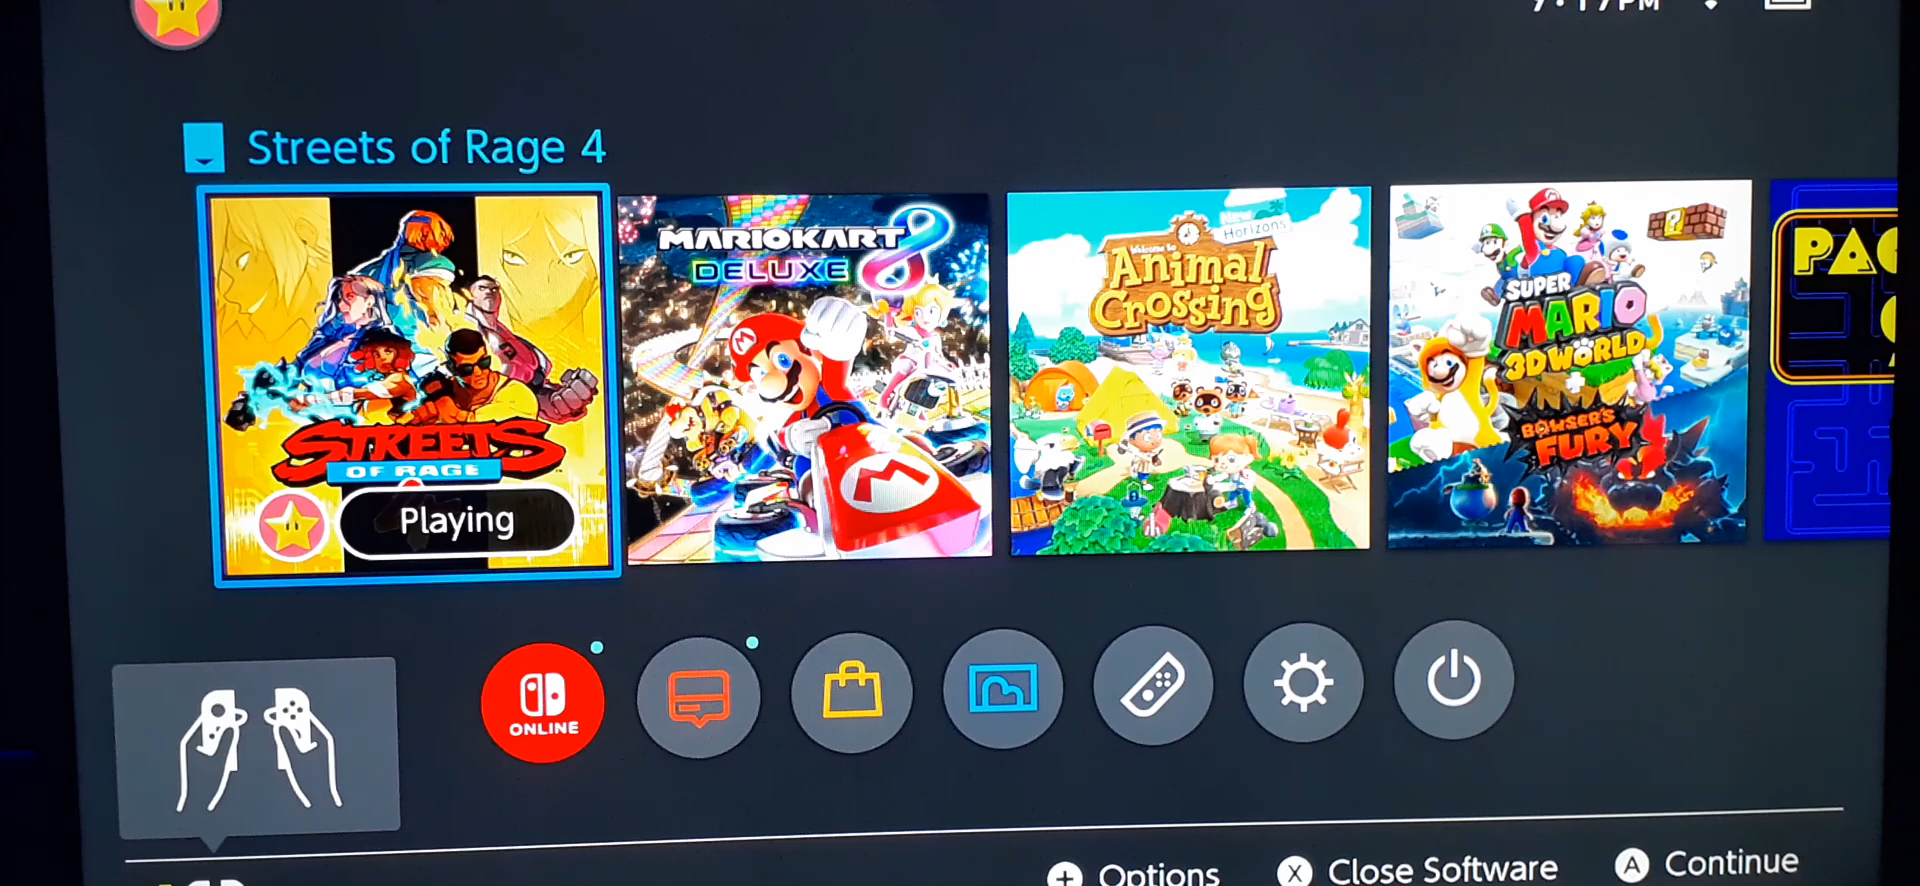 Streets of Rage 4
STREETS
OF RAGE
Playing
MARIOKART 8
DELUXE
New
Horizons
Welcome to
Animal
Crossing
SUPER
MARIO
3D WORLD
+
BOWSER'S
FURY
ONLINE
+ Options
X Close Software
A Continue